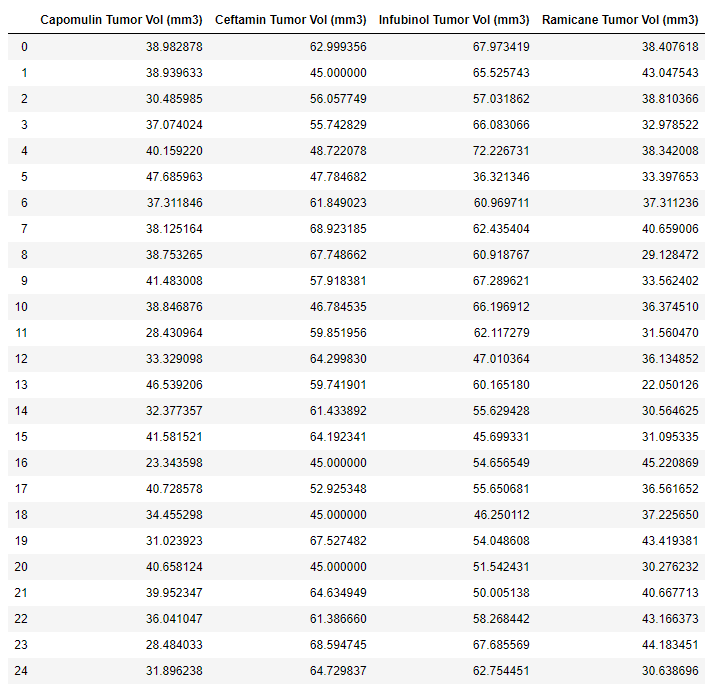 Capomulin Tumor Vol (mm3) Ceftamin Tumor Vol (mm3) Infubinol Tumor Vol (mm3) Ramicane Tumor Vol (mm3)
0 38.982878 62.999356 67.973419 38.407618
1 38.939633 45.000000 65.525743 43.047543
2 30.485985 56.057749 57.031862 38.810366
3 37.074024 55.742829 66.083066 32.978522
4 40.159220 48.722078 72.226731 38.342008
5 47.685963 47.784682 36.321346 33.397653
6 37.311846 61.849023 60.969711 37.311236
7 38.125164 68.923185 62.435404 40.659006
8 38.753265 67.748662 60.918767 29.128472
9 41.483008 57.918381 67.289621 33.562402
10 38.846876 46.784535 66.196912 36.374510
11 28.430964 59.851956 62.117279 31.560470
12 33.329098 64.299830 47.010364 36.134852
13 46.539206 59.741901 60.165180 22.050126
14 32.377357 61.433892 55.629428 30.564625
15 41.581521 64.192341 45.699331 31.095335
16 23.343598 45.000000 54.656549 45.220869
17 40.728578 52.925348 55.650681 36.561652
18 34.455298 45.000000 46.250112 37.225650
19 31.023923 67.527482 54.048608 43.419381
20 40.658124 45.000000 51.542431 30.276232
21 39.952347 64.634949 50.005138 40.667713
22 36.041047 61.386660 58.268442 43.166373
23 28.484033 68.594745 67.685569 44.183451
24 31.896238 64.729837 62.754451 30.638696